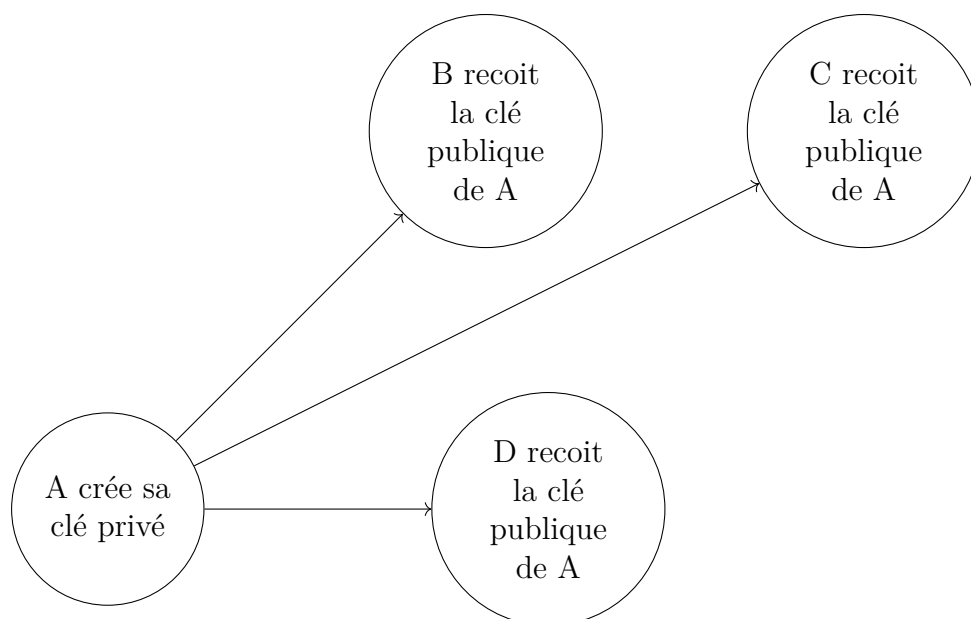 B recoit
la clé
publique
de A
C recoit
la clé
publique
de A
A crée sa
clé privé
D recoit
la clé
publique
de A